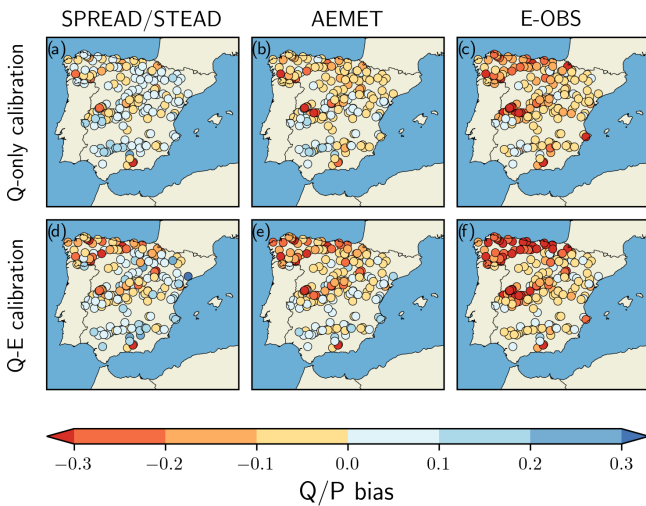 SPREAD/STEAD AEMET E-OBS
Q-only calibration
(a) (b) (c)
Q-E calibration
(d) (e) (f)
−0.3 −0.2 −0.1 0.0 0.1 0.2 0.3
Q/P bias